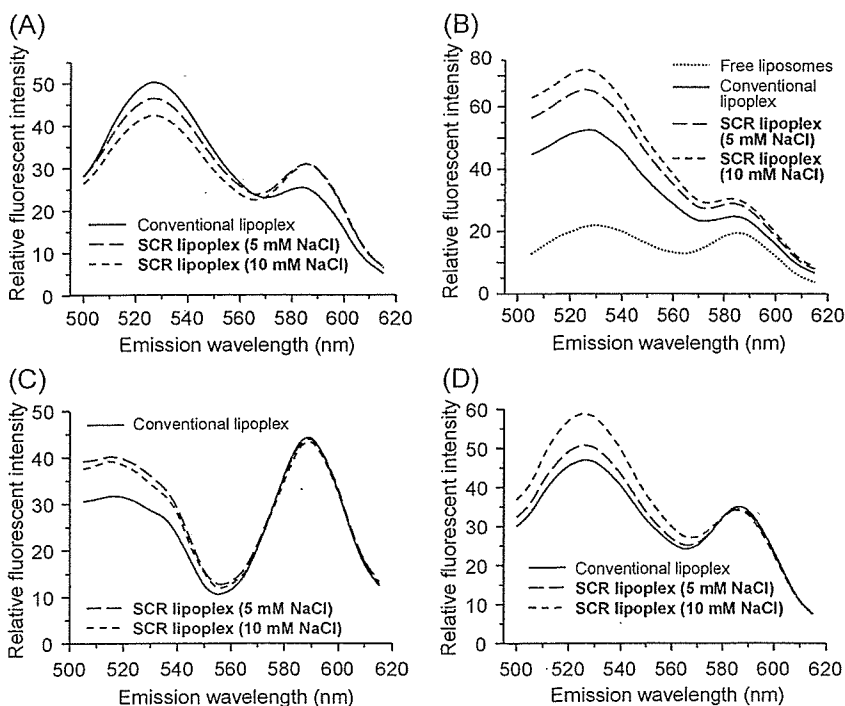 (A)
Relative fluorescent intensity
50
40
30
20
10
0
Conventional lipoplex
SCR lipoplex (5 mM NaCl)
SCR lipoplex (10 mM NaCl)
500 520 540 560 580 600 620
Emission wavelength (nm)
(B)
Relative fluorescent intensity
80
60
40
20
0
Free liposomes
Conventional
lipoplex
SCR lipoplex
(5 mM NaCl)
SCR lipoplex
(10 mM NaCl)
500 520 540 560 580 600 620
Emission wavelength (nm)
(C)
Relative fluorescent intensity
50
40
30
20
10
0
Conventional lipoplex
SCR lipoplex (5 mM NaCl)
SCR lipoplex (10 mM NaCl)
500 520 540 560 580 600 620
Emission wavelength (nm)
(D)
Relative fluorescent intensity
60
50
40
30
20
10
0
Conventional lipoplex
SCR lipoplex (5 mM NaCl)
SCR lipoplex (10 mM NaCl)
500 520 540 560 580 600 620
Emission wavelength (nm)